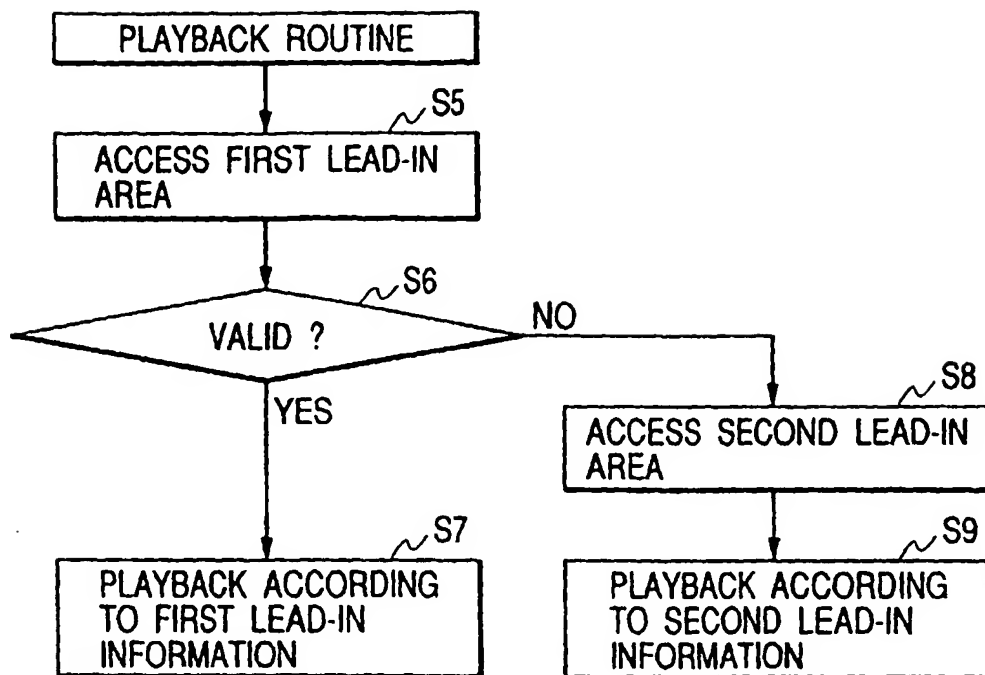 PLAYBACK ROUTINE
S5
ACCESS FIRST LEAD-IN
AREA
S6
VALID ?
NO
YES
S8
ACCESS SECOND LEAD-IN
AREA
S7
PLAYBACK ACCORDING
TO FIRST LEAD-IN
INFORMATION
S9
PLAYBACK ACCORDING
TO SECOND LEAD-IN
INFORMATION